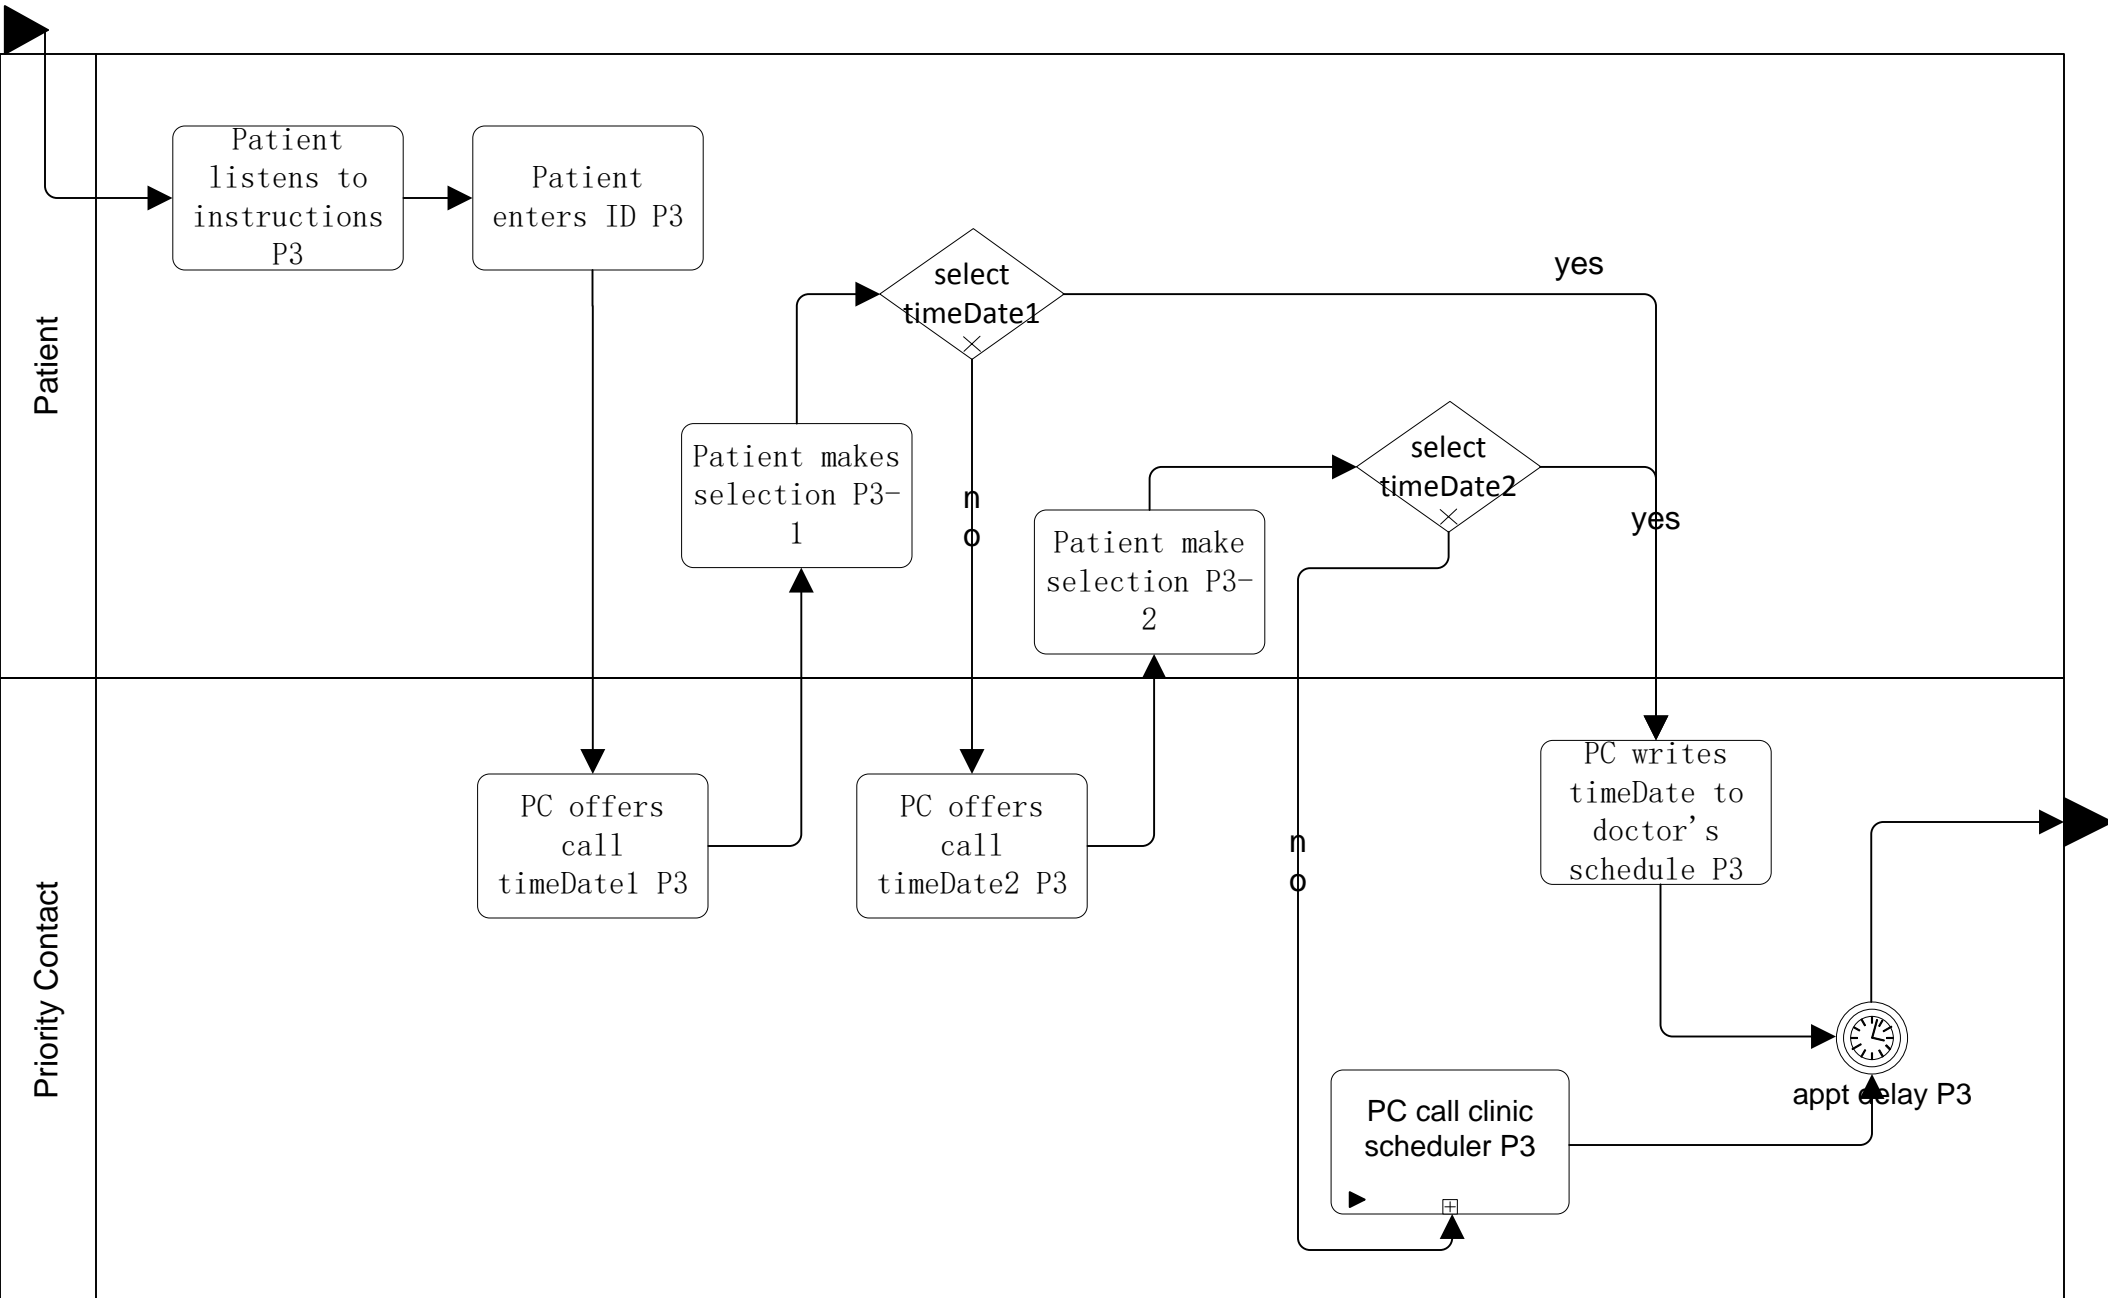 Patient
listens to
instructions
P3
Patient
enters ID P3
select
timeDate1
yes
Patient
Patient makes
selection P3-
1
n
o
select
timeDate2
yes
Patient make
selection P3-
2
PC offers
call
timeDate1 P3
PC offers
call
timeDate2 P3
n
o
PC writes
timeDate to
doctor's
schedule P3
Priority Contact
appt delay P3
PC call clinic
scheduler P3